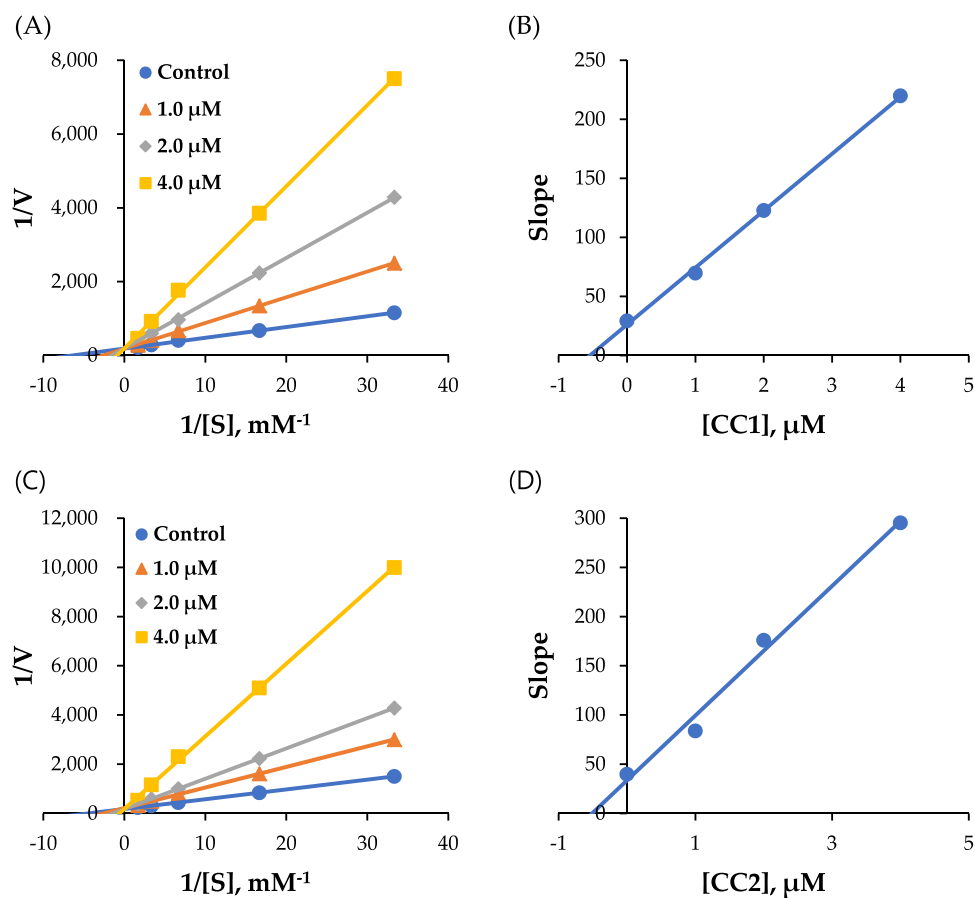 (A)
1/V
8,000
6,000
4,000
2,000
0
Control
1.0 μM
2.0 μM
4.0 μM
-10
0
10
20
30
40
1/[S], mM-1
(B)
Slope
250
200
150
100
50
0
-1
0
1
2
3
4
5
[CC1], μM
(C)
1/V
12,000
10,000
8,000
6,000
4,000
2,000
0
Control
1.0 μM
2.0 μM
4.0 μM
-10
0
10
20
30
40
1/[S], mM-1
(D)
Slope
300
250
200
150
100
50
0
-1
1
3
5
[CC2], μM